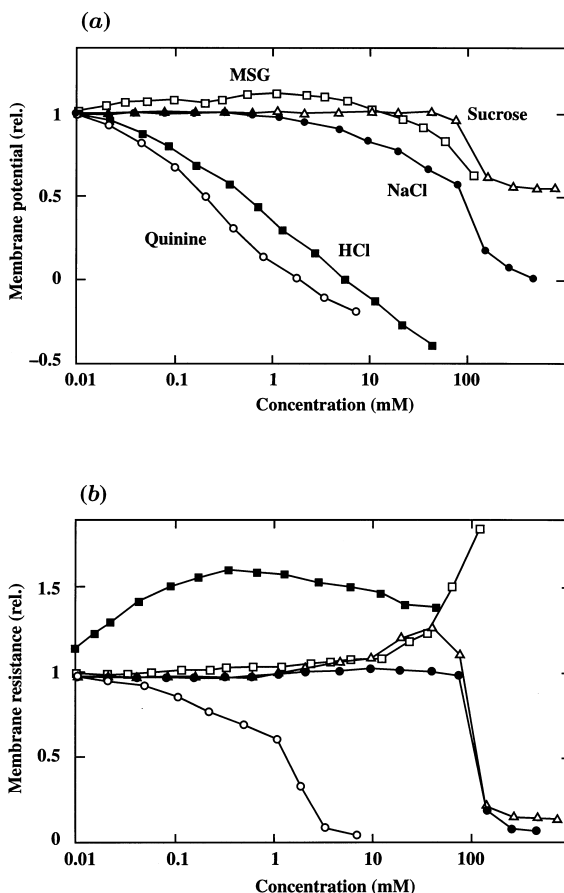 (a)
MSG
Sucrose
NaCl
Quinine
HCl
Membrane potential (rel.)
1
0.5
0
−0.5
0.01 0.1 1 10 100
Concentration (mM)
(b)
Membrane resistance (rel.)
1.5
1
0.5
0
0.01 0.1 1 10 100
Concentration (mM)